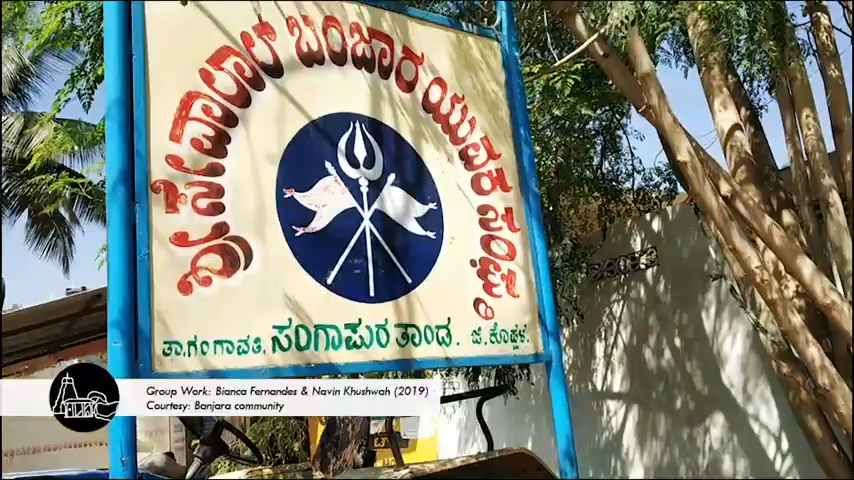 ಶ್ರೀ ಸೇವಾಲಾಲ್ ಬಂಜಾರ ಯುವಕ ಸಂಘ
ತಾ.ಗಂಗಾವತಿ, ಸಂಗಾಪುರ ತಾಂಡ. ಜಿ.ಕೊಪ್ಪಳ.
Group Work: Bianca Fernandes & Navin Khushwah (2019)
Courtesy: Banjara community